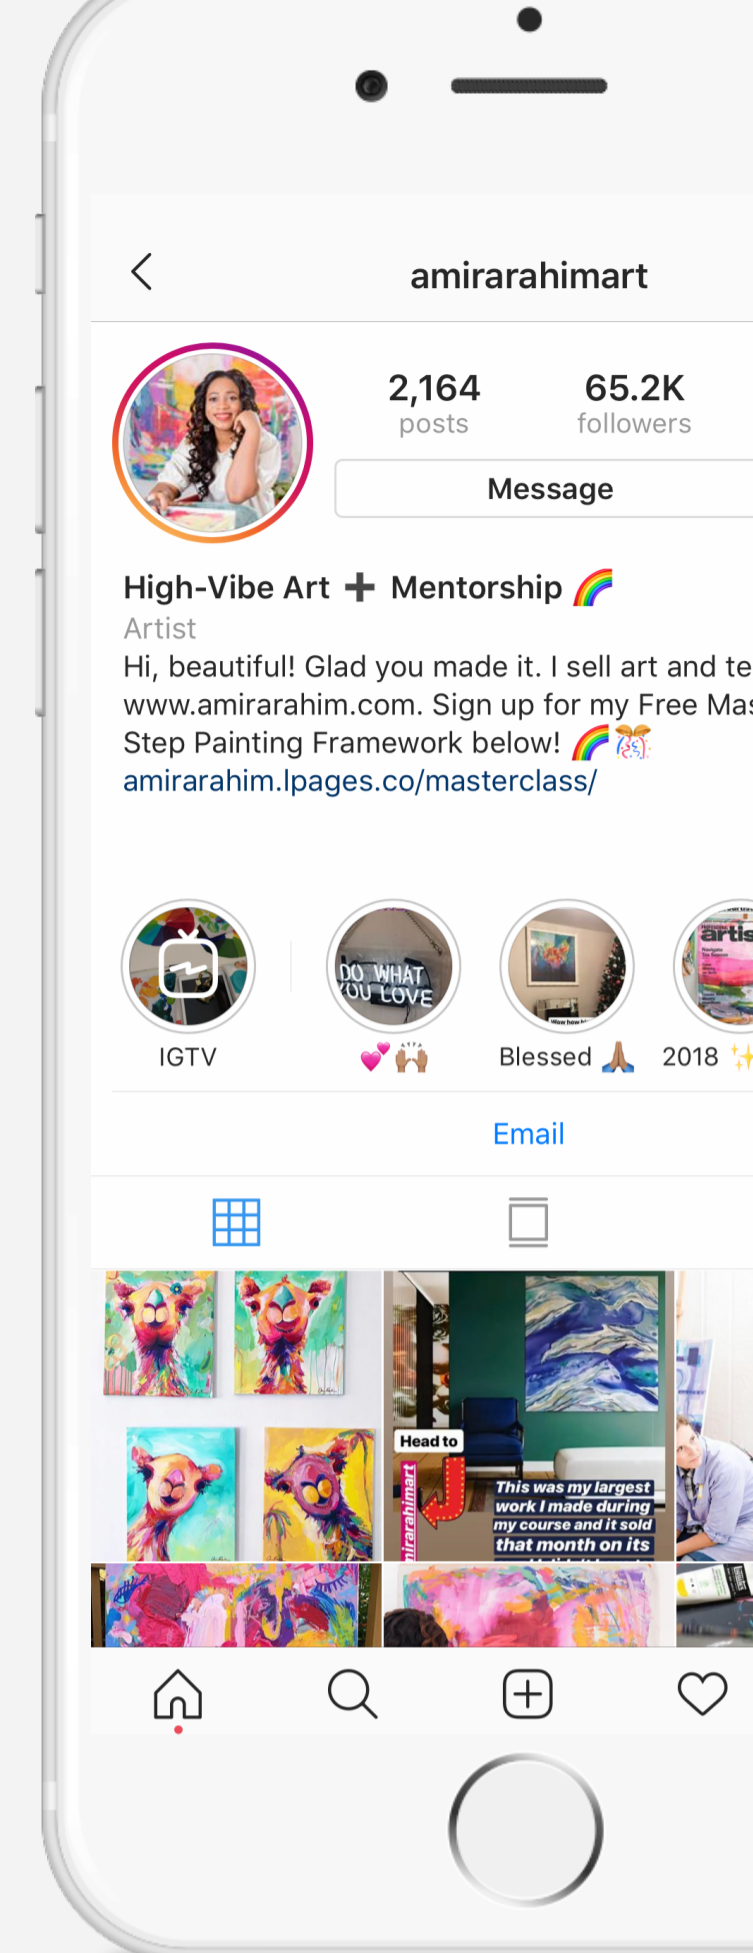 amirarahimart
2,164
65.2K
posts
followers
Message
High-Vibe Art ➕ Mentorship 🌈
Artist
Hi, beautiful! Glad you made it. I sell art and te
www.amirarahim.com. Sign up for my Free Mas
Step Painting Framework below! 🌈🎊
amirarahim.lpages.co/masterclass/
DO WHAT
YOU LOVE
artis
IGTV
💕🙌🏽
Blessed 🙏🏽
2018 ✨
Email
Head to
mirarahimart
This was my largest
work I made during
my course and it sold
that month on its